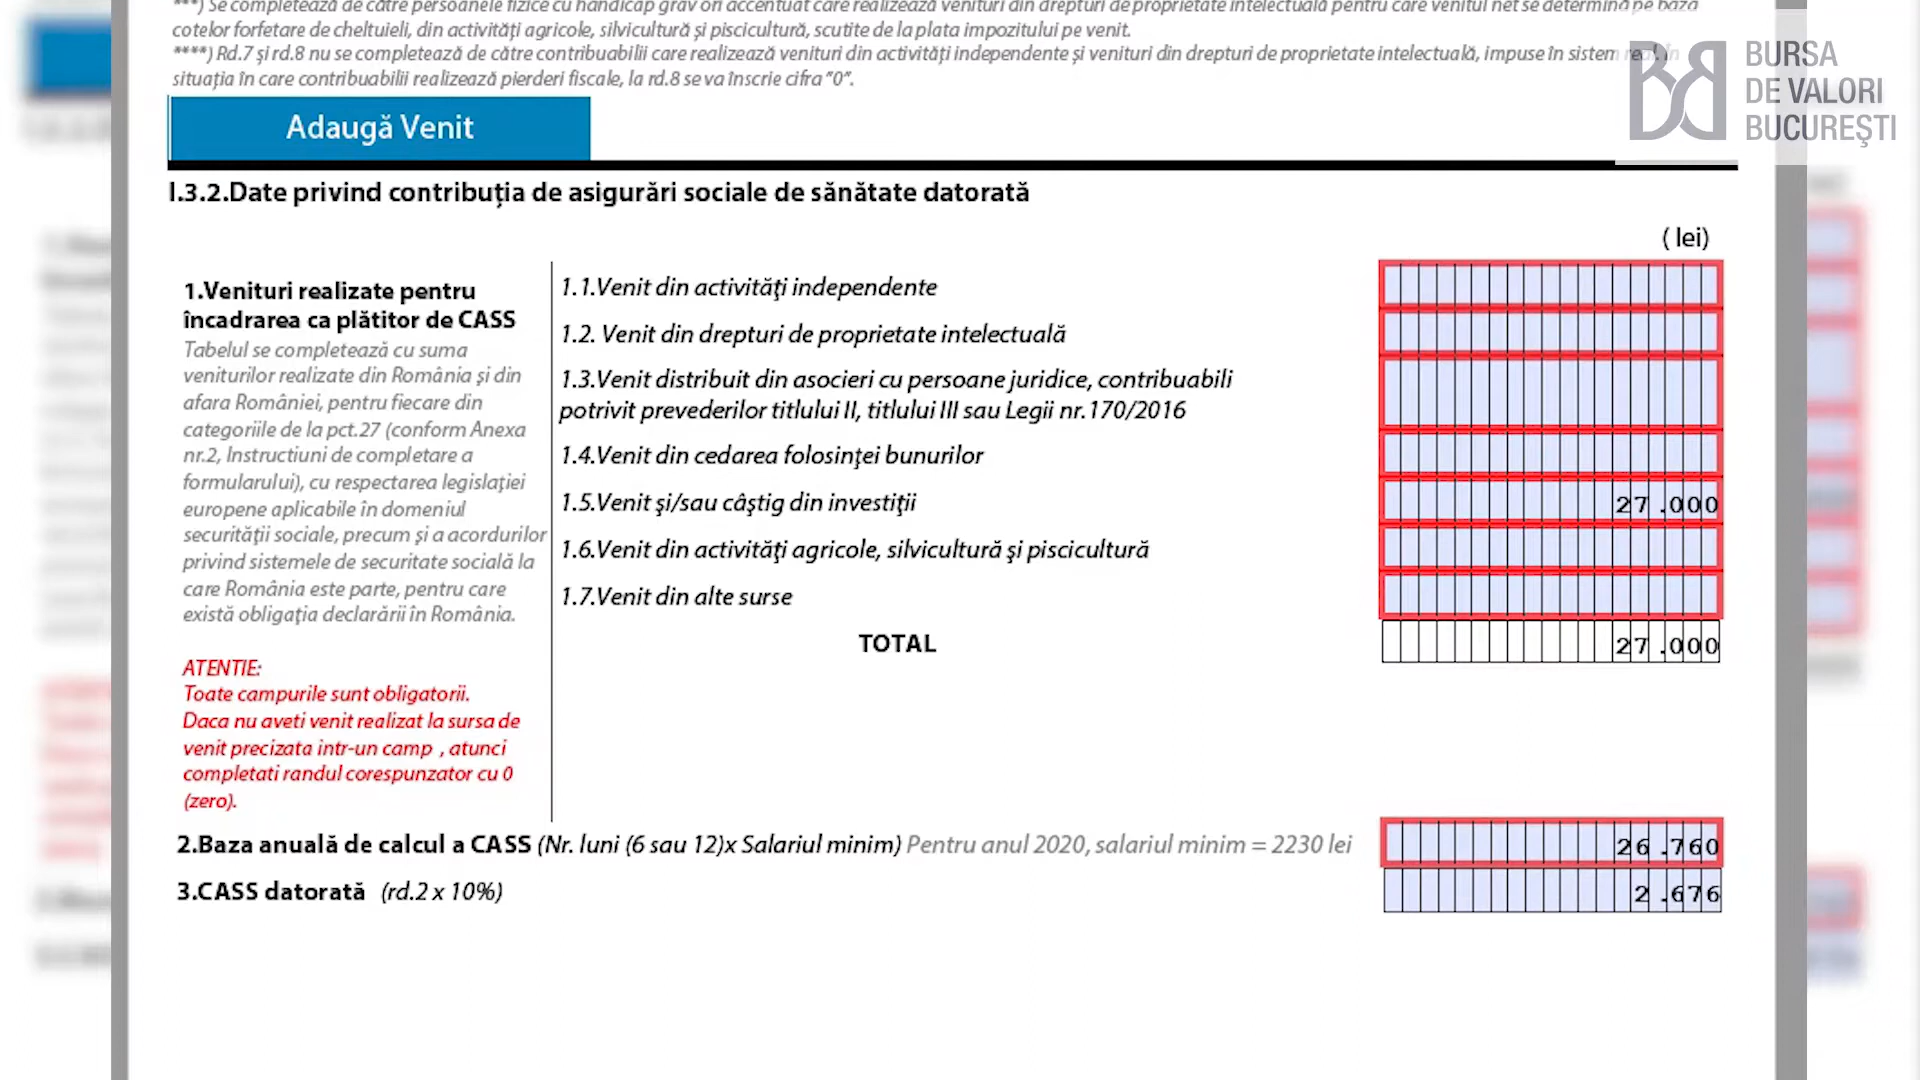 ***) Se completează de către persoanele fizice cu handicap grav ori accentuat care realizează venituri din drepturi de proprietate intelectuală pentru care venitul net se determină pe baza
cotelor forfetare de cheltuieli, din activități agricole, silvicultură și piscicultură, scutite de la plata impozitului pe venit.
****) Rd.7 și rd.8 nu se completează de către contribuabilii care realizează venituri din activități independente și venituri din drepturi de proprietate intelectuală, impuse în sistem real. În
situația în care contribuabilii realizează pierderi fiscale, la rd.8 se va înscrie cifra "0".
BURSA
DE VALORI
BUCUREŞTI
Adaugă Venit
I.3.2.Date privind contribuția de asigurări sociale de sănătate datorată
( lei)
1.Venituri realizate pentru
încadrarea ca plătitor de CASS
Tabelul se completează cu suma
veniturilor realizate din România și din
afara României, pentru fiecare din
categoriile de la pct.27 (conform Anexa
nr.2, Instructiuni de completare a
formularului), cu respectarea legislației
europene aplicabile în domeniul
securității sociale, precum și a acordurilor
privind sistemele de securitate socială la
care România este parte, pentru care
există obligația declarării în România.
ATENTIE:
Toate campurile sunt obligatorii.
Daca nu aveti venit realizat la sursa de
venit precizata intr-un camp , atunci
completati randul corespunzator cu 0
(zero).
1.1.Venit din activităţi independente
1.2. Venit din drepturi de proprietate intelectuală
1.3.Venit distribuit din asocieri cu persoane juridice, contribuabili
potrivit prevederilor titlului II, titlului III sau Legii nr.170/2016
1.4.Venit din cedarea folosinţei bunurilor
1.5.Venit şi/sau câştig din investiţii 27.000
1.6.Venit din activităţi agricole, silvicultură şi piscicultură
1.7.Venit din alte surse
TOTAL 27.000
2.Baza anuală de calcul a CASS (Nr. luni (6 sau 12)x Salariul minim) Pentru anul 2020, salariul minim = 2230 lei 26.760
3.CASS datorată (rd.2 x 10%) 2.676